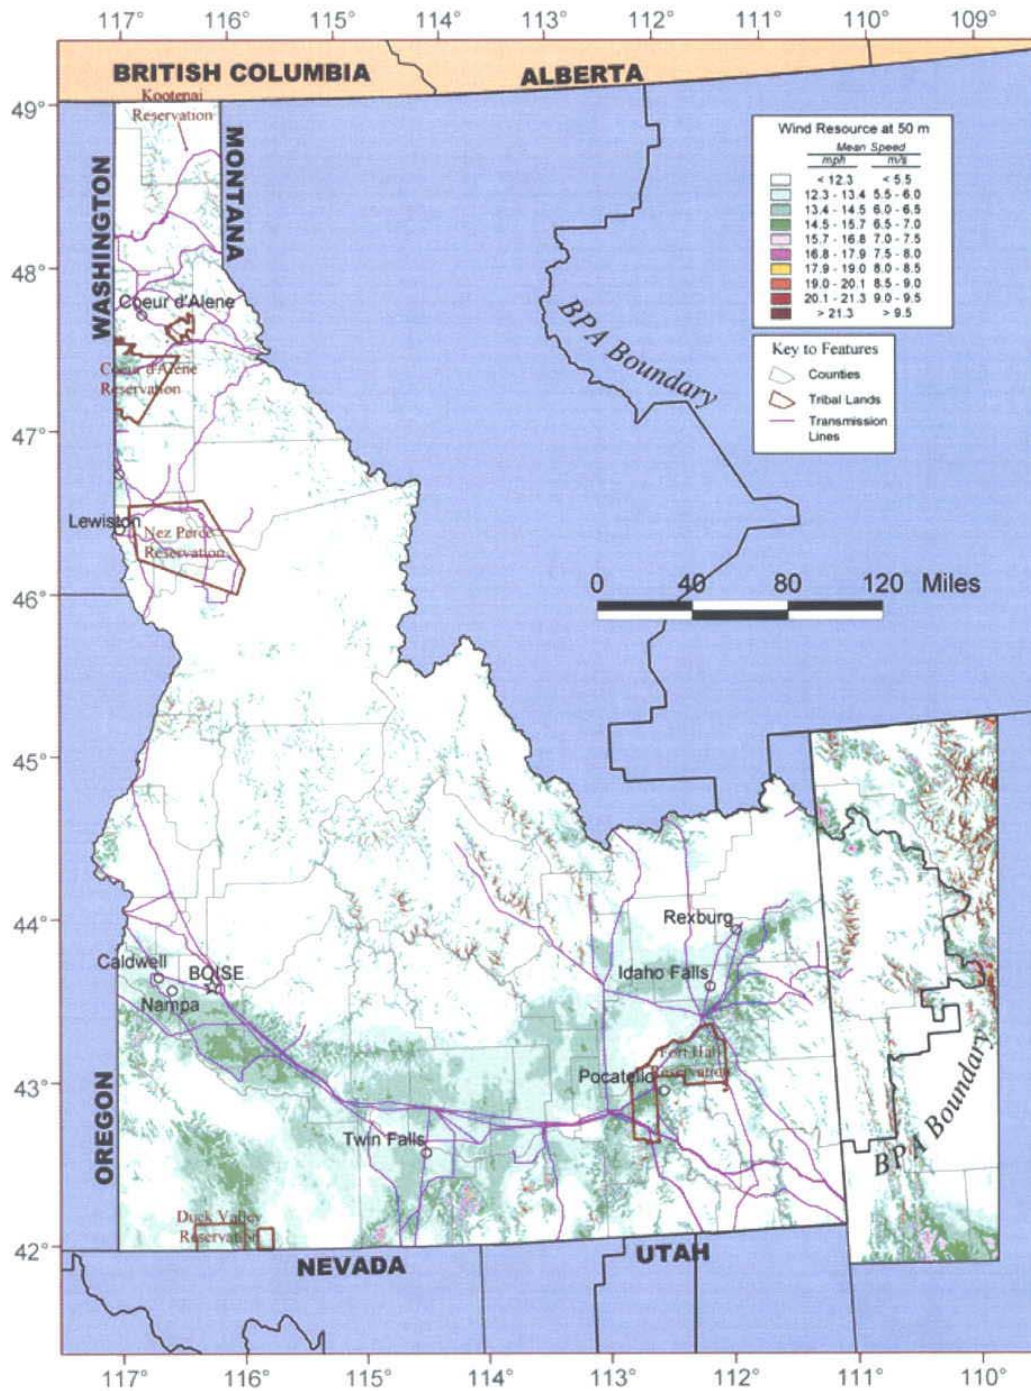 117° 116° 115° 114° 113° 112° 111° 110° 109°
BRITISH COLUMBIA
ALBERTA
Kootenai
Reservation
49°
WASHINGTON
MONTANA
Wind Resource at 50 m
Mean Speed
mph m/s
< 12.3 < 5.5
12.3 - 13.4 5.5 - 6.0
13.4 - 14.5 6.0 - 6.5
14.5 - 15.7 6.5 - 7.0
15.7 - 16.8 7.0 - 7.5
16.8 - 17.9 7.5 - 8.0
17.9 - 19.0 8.0 - 8.5
19.0 - 20.1 8.5 - 9.0
20.1 - 21.3 9.0 - 9.5
> 21.3 > 9.5
48°
Coeur d'Alene
BPA Boundary
Key to Features
Counties
Tribal Lands
Transmission
Lines
Coeur d'Alene
Reservation
47°
Lewiston
Nez Perce
Reservation
46°
0 40 80 120 Miles
45°
44°
Rexburg
Caldwell
BOISE
Idaho Falls
Nampa
43°
Fort Hall
Reservation
Pocatello
BPA Boundary
OREGON
Twin Falls
Duck Valley
Reservation
42°
NEVADA
UTAH
117° 116° 115° 114° 113° 112° 111° 110°